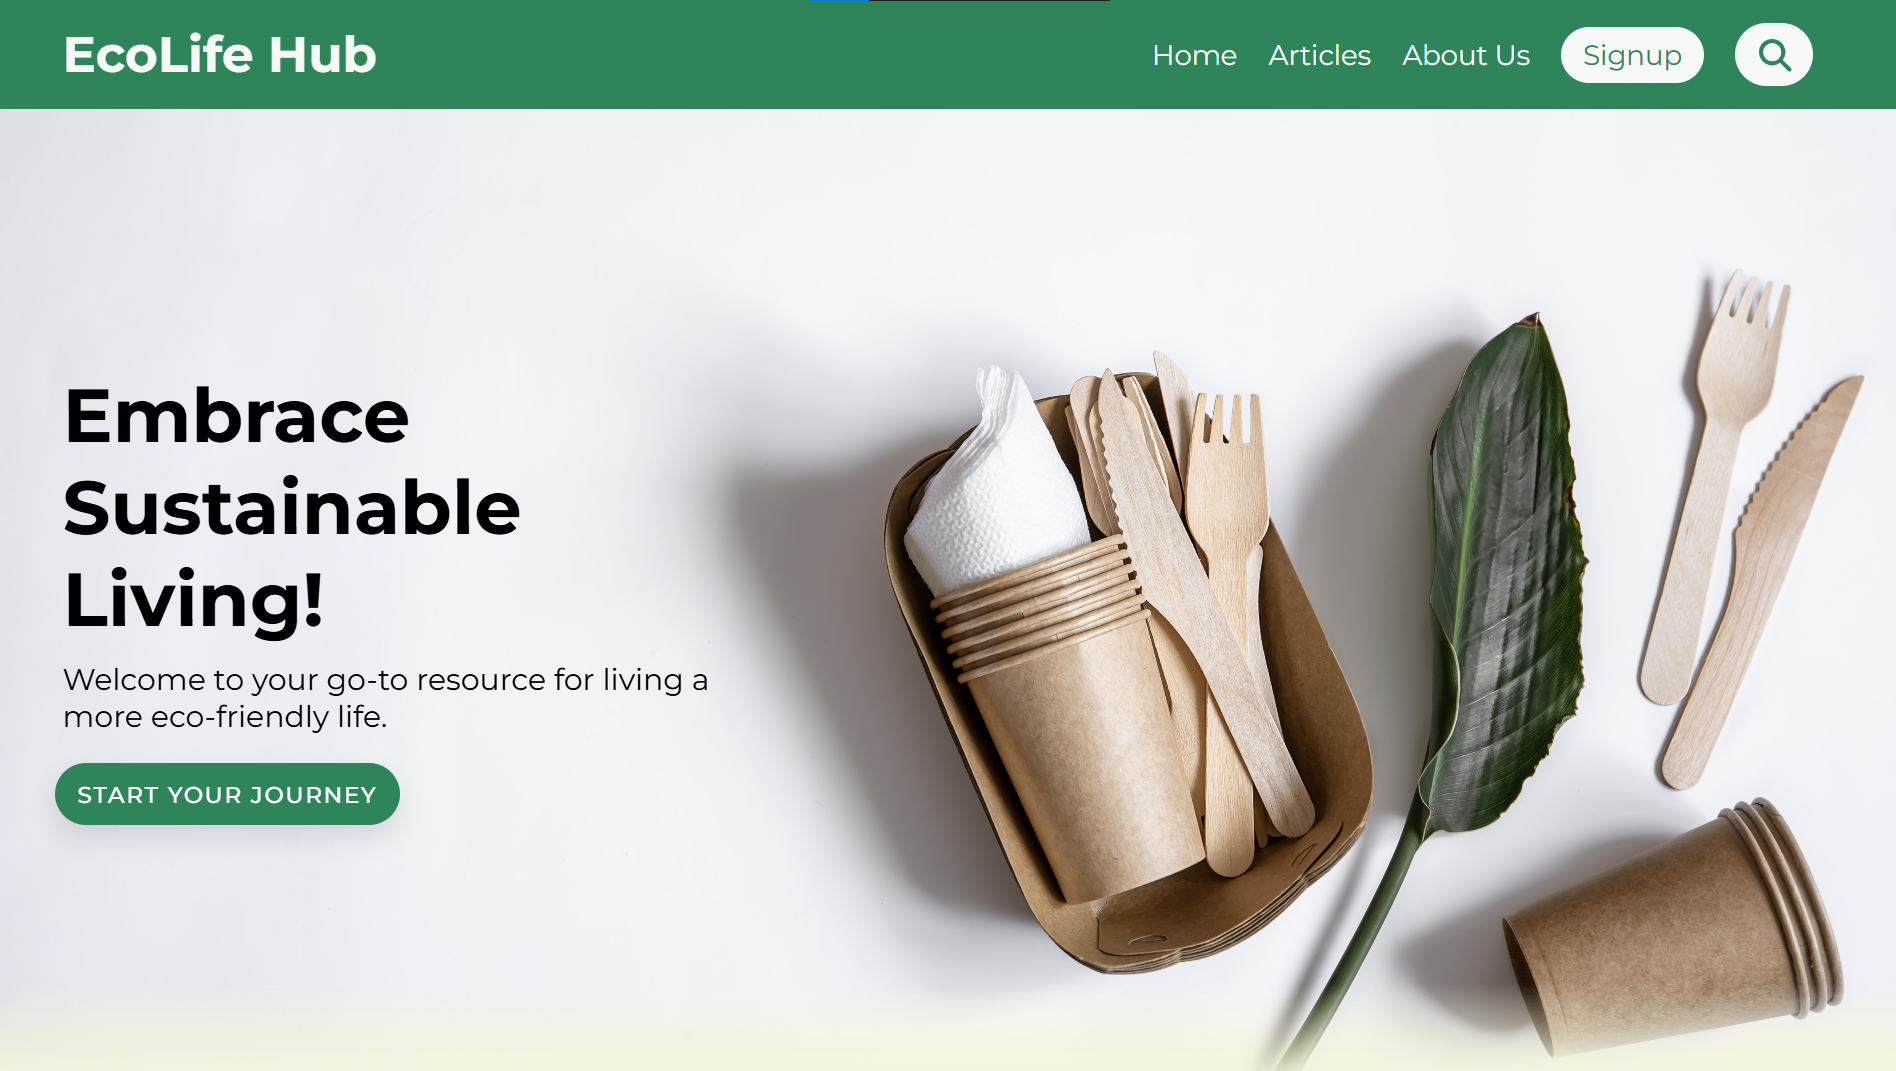 EcoLife Hub
Home Articles About Us Signup
Embrace
Sustainable
Living!
Welcome to your go-to resource for living a
more eco-friendly life.
START YOUR JOURNEY